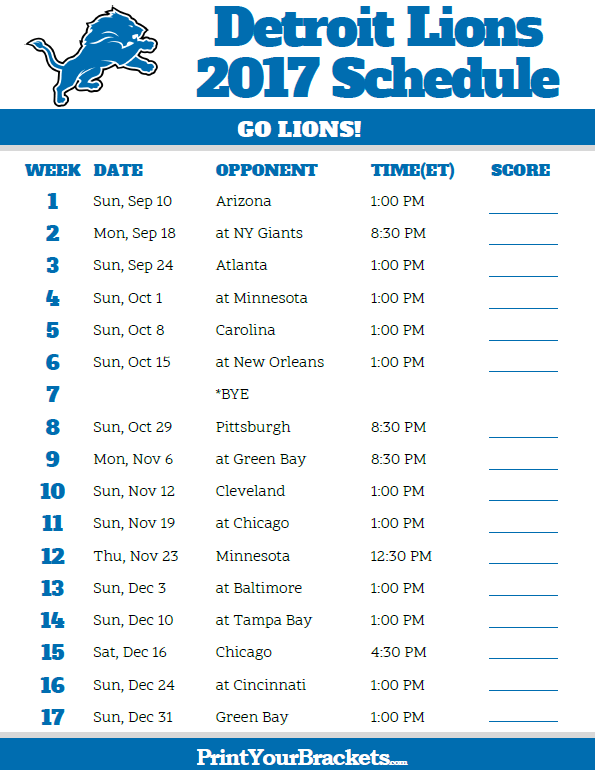 Detroit Lions
2017 Schedule
GO LIONS!
WEEK DATE OPPONENT TIME(ET) SCORE
1 Sun, Sep 10 Arizona 1:00 PM
2 Mon, Sep 18 at NY Giants 8:30 PM
3 Sun, Sep 24 Atlanta 1:00 PM
4 Sun, Oct 1 at Minnesota 1:00 PM
5 Sun, Oct 8 Carolina 1:00 PM
6 Sun, Oct 15 at New Orleans 1:00 PM
7 *BYE
8 Sun, Oct 29 Pittsburgh 8:30 PM
9 Mon, Nov 6 at Green Bay 8:30 PM
10 Sun, Nov 12 Cleveland 1:00 PM
11 Sun, Nov 19 at Chicago 1:00 PM
12 Thu, Nov 23 Minnesota 12:30 PM
13 Sun, Dec 3 at Baltimore 1:00 PM
14 Sun, Dec 10 at Tampa Bay 1:00 PM
15 Sat, Dec 16 Chicago 4:30 PM
16 Sun, Dec 24 at Cincinnati 1:00 PM
17 Sun, Dec 31 Green Bay 1:00 PM
PrintYourBrackets.com